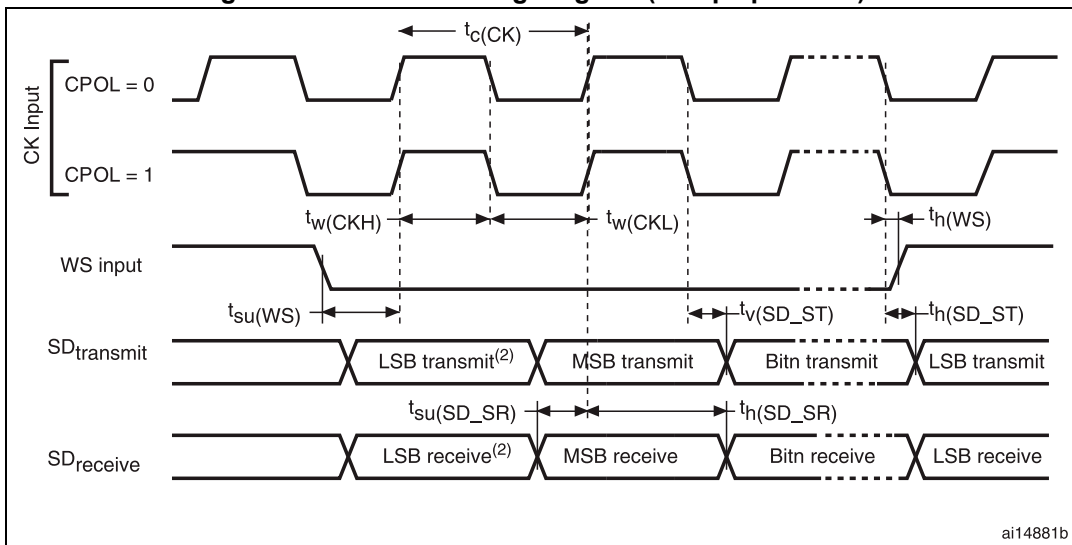 tc(CK)
CK Input
CPOL = 0
CPOL = 1
tw(CKH)
tw(CKL)
th(WS)
WS input
tsu(WS)
tv(SD_ST)
th(SD_ST)
SDtransmit
LSB transmit(2)
MSB transmit
Bitn transmit
LSB transmit
tsu(SD_SR)
th(SD_SR)
SDreceive
LSB receive(2)
MSB receive
Bitn receive
LSB receive
ai14881b